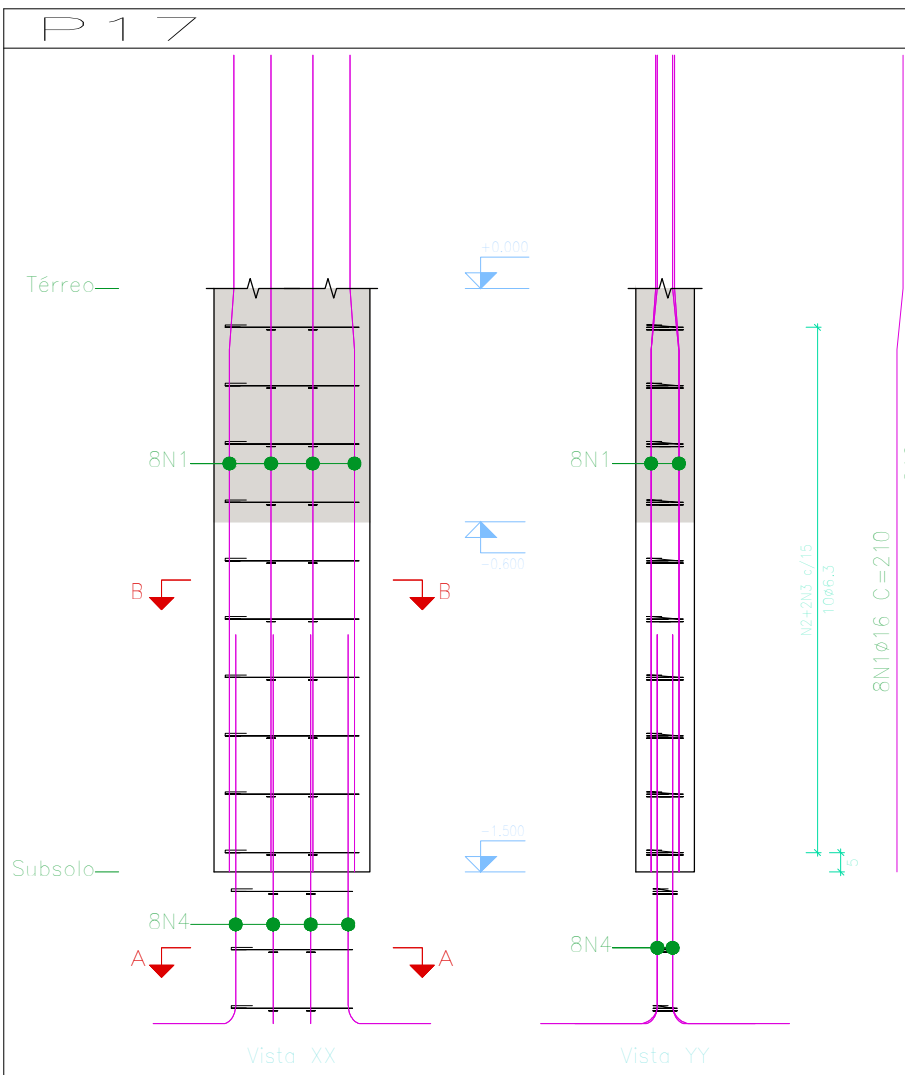 P17
+0.000
Térreo
8N1
8N1
-0.600
N2+2N3 c/15
10ø6.3
8N1ø16 C=210
B
B
-1.500
5
Subsolo
8N4
8N4
A
A
Vista XX
Vista YY